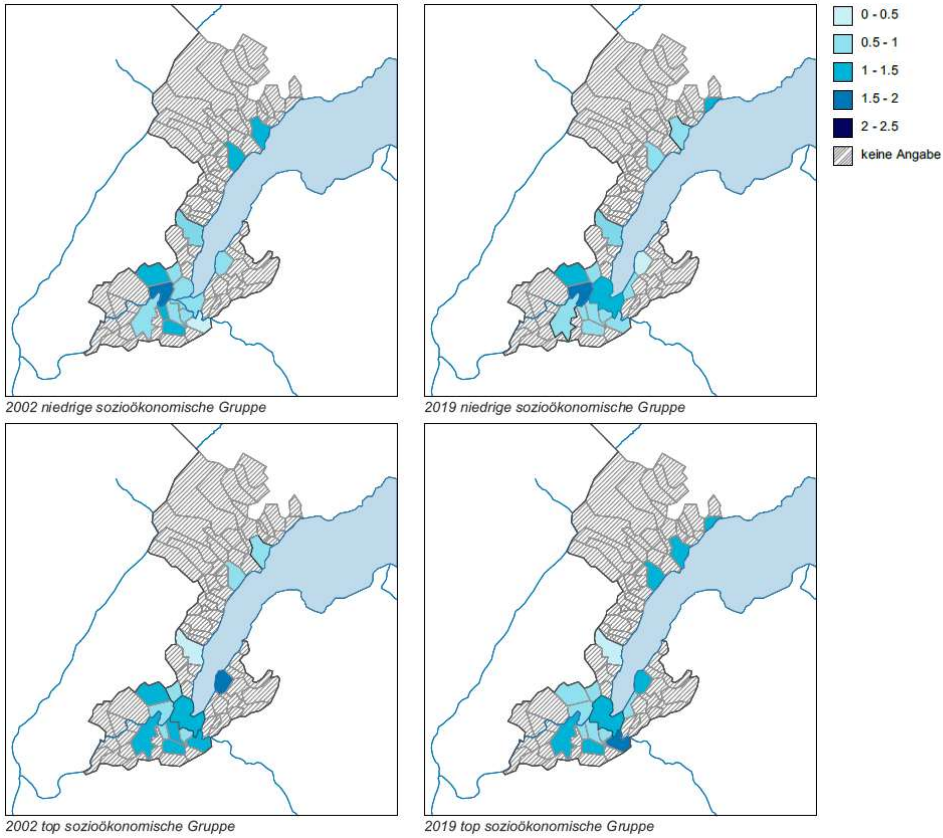 0 - 0.5
0.5 - 1
1 - 1.5
1.5 - 2
2 - 2.5
keine Angabe
2002 niedrige sozioökonomische Gruppe
2019 niedrige sozioökonomische Gruppe
2002 top sozioökonomische Gruppe
2019 top sozioökonomische Gruppe